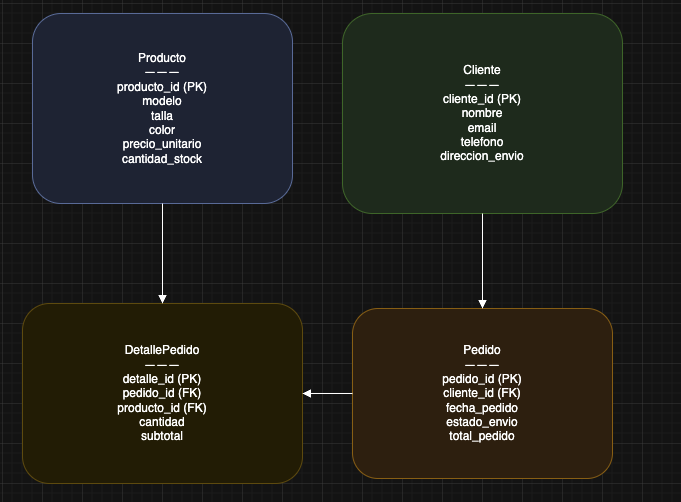 Producto
———
producto_id (PK)
modelo
talla
color
precio_unitario
cantidad_stock
Cliente
———
cliente_id (PK)
nombre
email
telefono
direccion_envio
DetallePedido
———
detalle_id (PK)
pedido_id (FK)
producto_id (FK)
cantidad
subtotal
Pedido
———
pedido_id (PK)
cliente_id (FK)
fecha_pedido
estado_envio
total_pedido